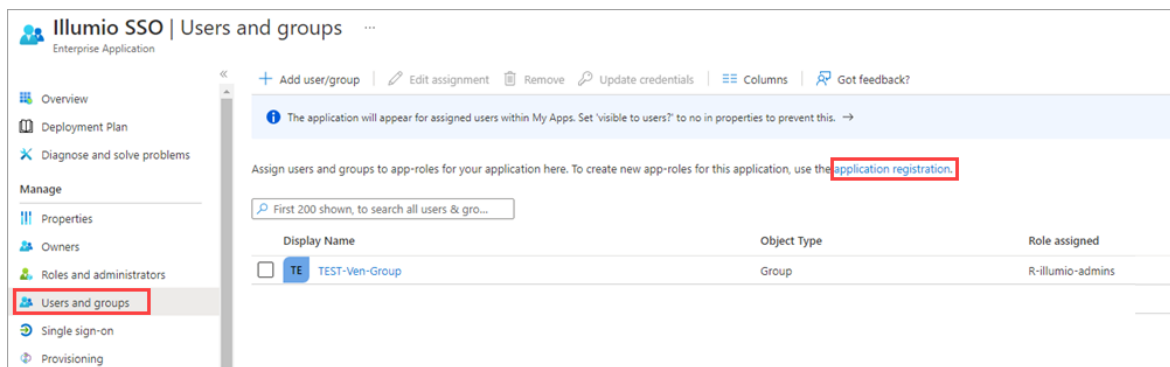 Illumio SSO | Users and groups ...
Enterprise Application
«
Overview
Deployment Plan
Diagnose and solve problems
Manage
Properties
Owners
Roles and administrators
Users and groups
Single sign-on
Provisioning
+ Add user/group Edit assignment Remove Update credentials Columns Got feedback?
The application will appear for assigned users within My Apps. Set 'visible to users?' to no in properties to prevent this. →
Assign users and groups to app-roles for your application here. To create new app-roles for this application, use the application registration.
First 200 shown, to search all users & gro...
Display Name Object Type Role assigned
TE TEST-Ven-Group Group R-illumio-admins